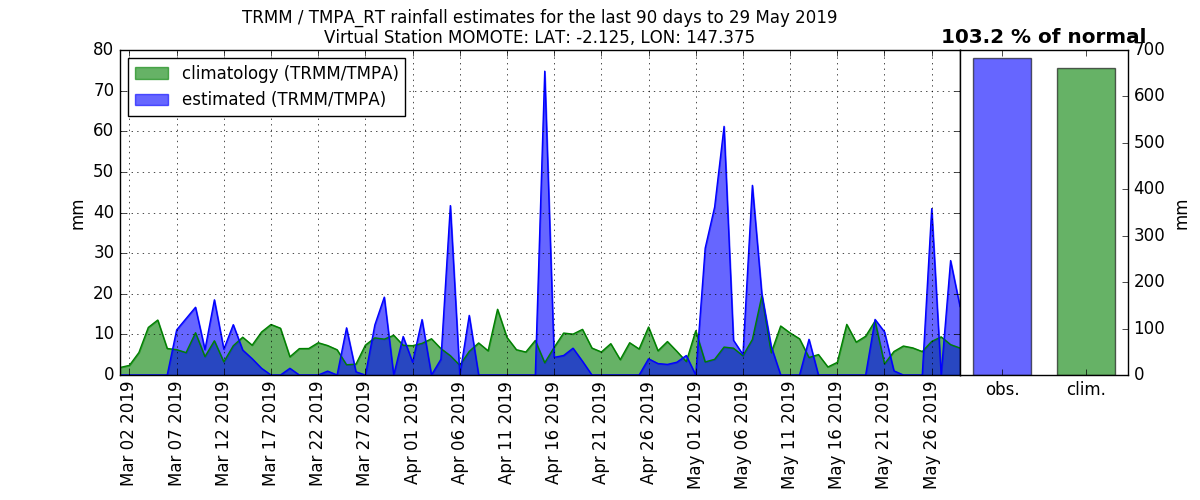 TRMM / TMPA_RT rainfall estimates for the last 90 days to 29 May 2019
Virtual Station MOMOTE: LAT: -2.125, LON: 147.375
103.2 % of normal
climatology (TRMM/TMPA)
estimated (TRMM/TMPA)
mm
80
70
60
50
40
30
20
10
0
Mar 02 2019
Mar 07 2019
Mar 12 2019
Mar 17 2019
Mar 22 2019
Mar 27 2019
Apr 01 2019
Apr 06 2019
Apr 11 2019
Apr 16 2019
Apr 21 2019
Apr 26 2019
May 01 2019
May 06 2019
May 11 2019
May 16 2019
May 21 2019
May 26 2019
obs.
clim.
700
600
500
400
300
200
100
0
mm